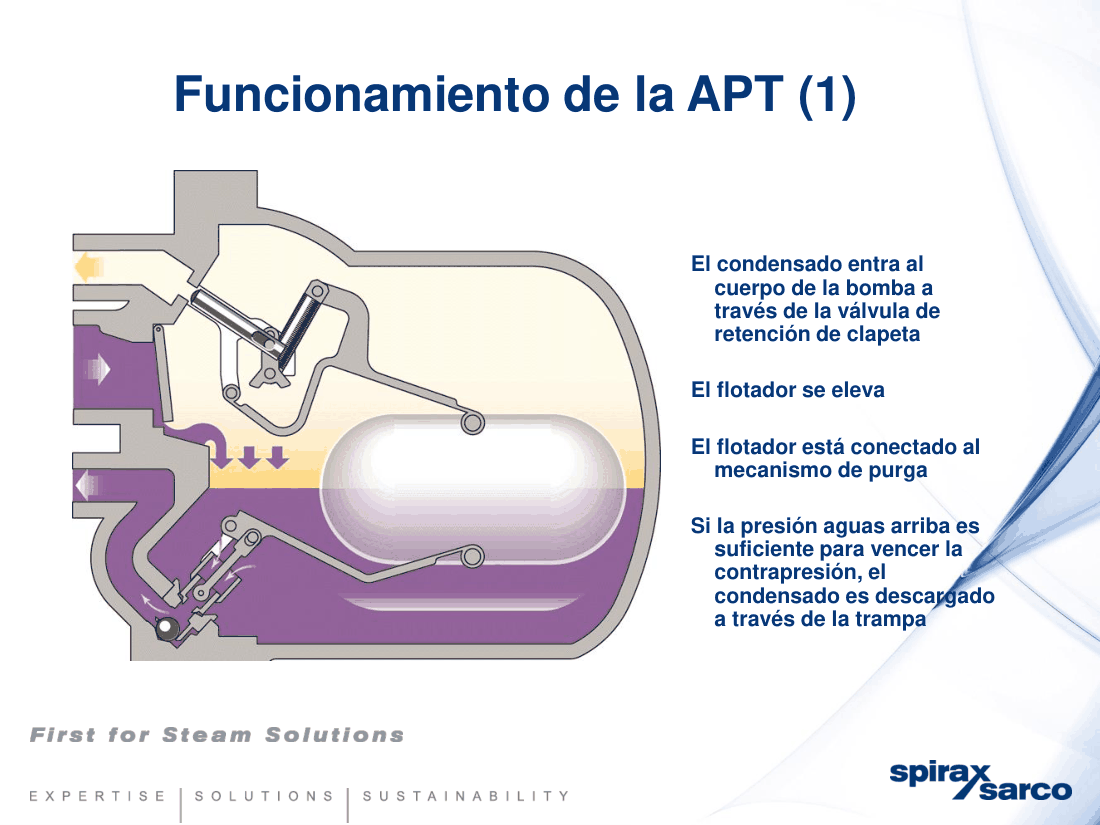 Funcionamiento de la APT (1)
El condensado entra al
cuerpo de la bomba a
través de la válvula de
retención de clapeta
El flotador se eleva
El flotador está conectado al
mecanismo de purga
Si la presión aguas arriba es
suficiente para vencer la
contrapresión, el
condensado es descargado
a través de la trampa
First for Steam Solutions
EXPERTISE SOLUTIONS SUSTAINABILITY
spirax
sarco